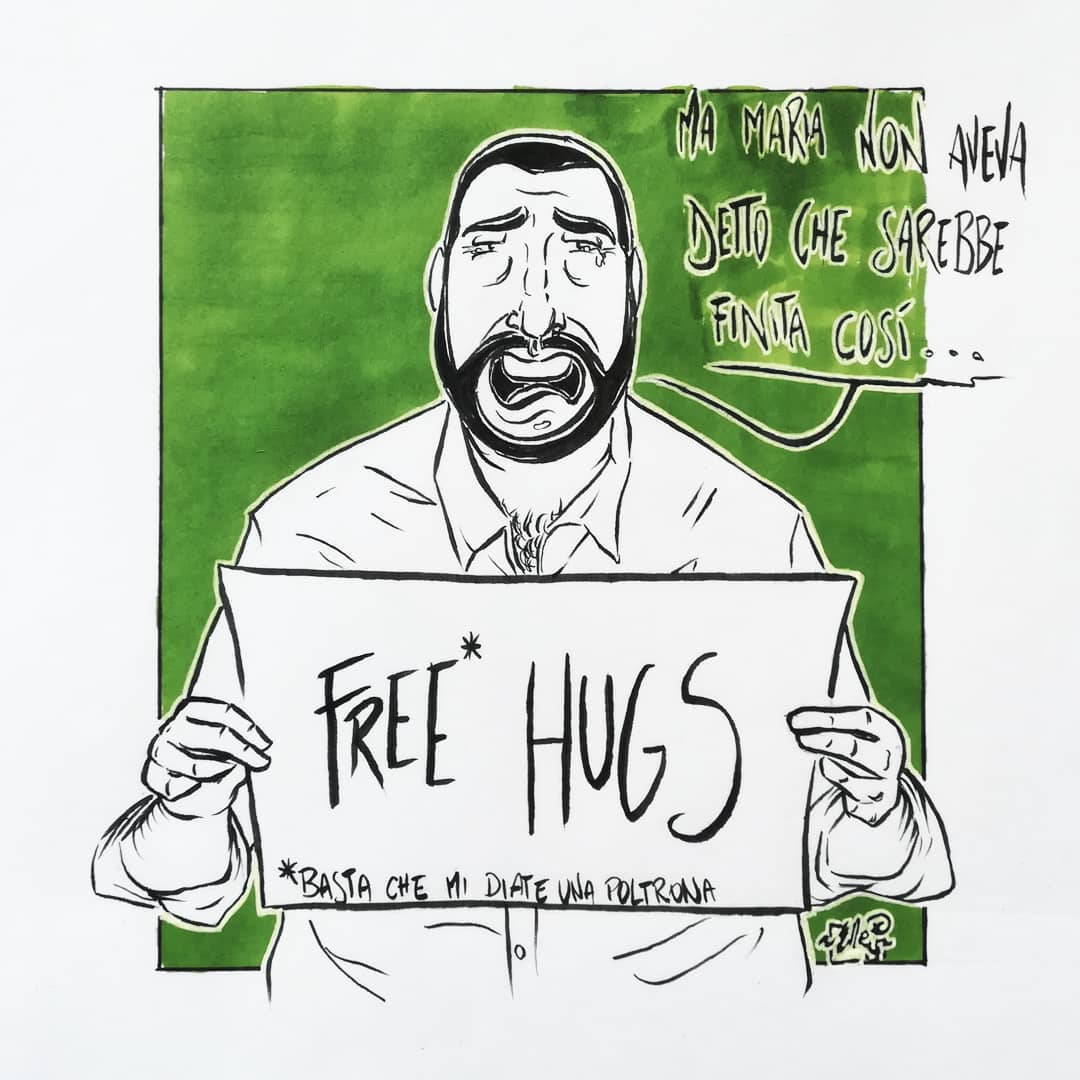 MA MARIA NON AVEVA
DETTO CHE SAREBBE
FINITA COSÍ...
FREE* HUGS
*BASTA CHE MI DIATE UNA POLTRONA